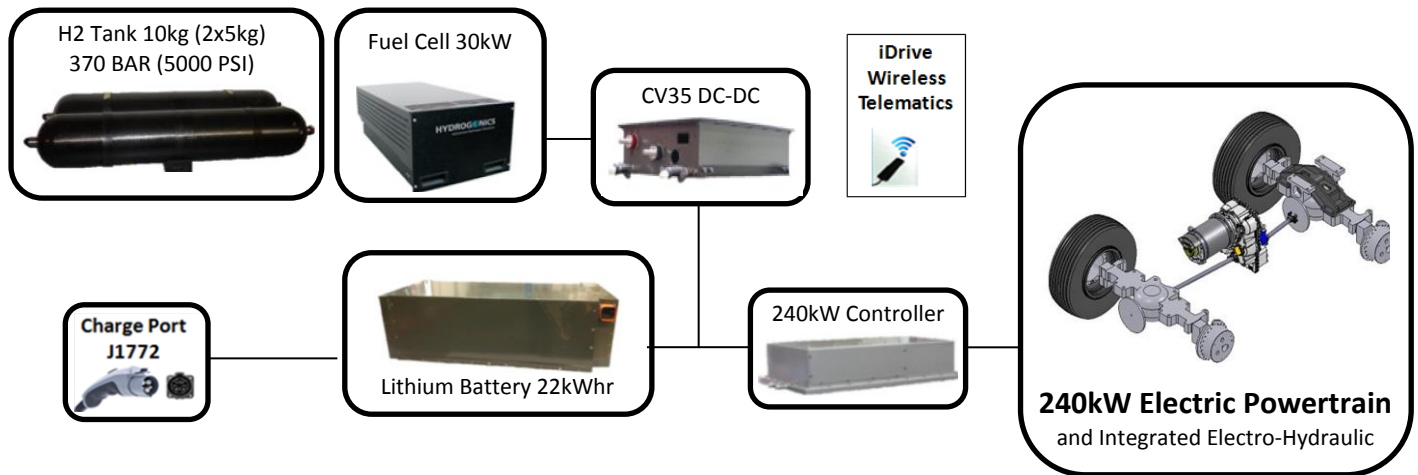 H2 Tank 10kg (2x5kg)
370 BAR (5000 PSI)
Fuel Cell 30kW
HYDROGENICS
CV35 DC-DC
iDrive
Wireless
Telematics
Charge Port
J1772
Lithium Battery 22kWhr
240kW Controller
240kW Electric Powertrain
and Integrated Electro-Hydraulic